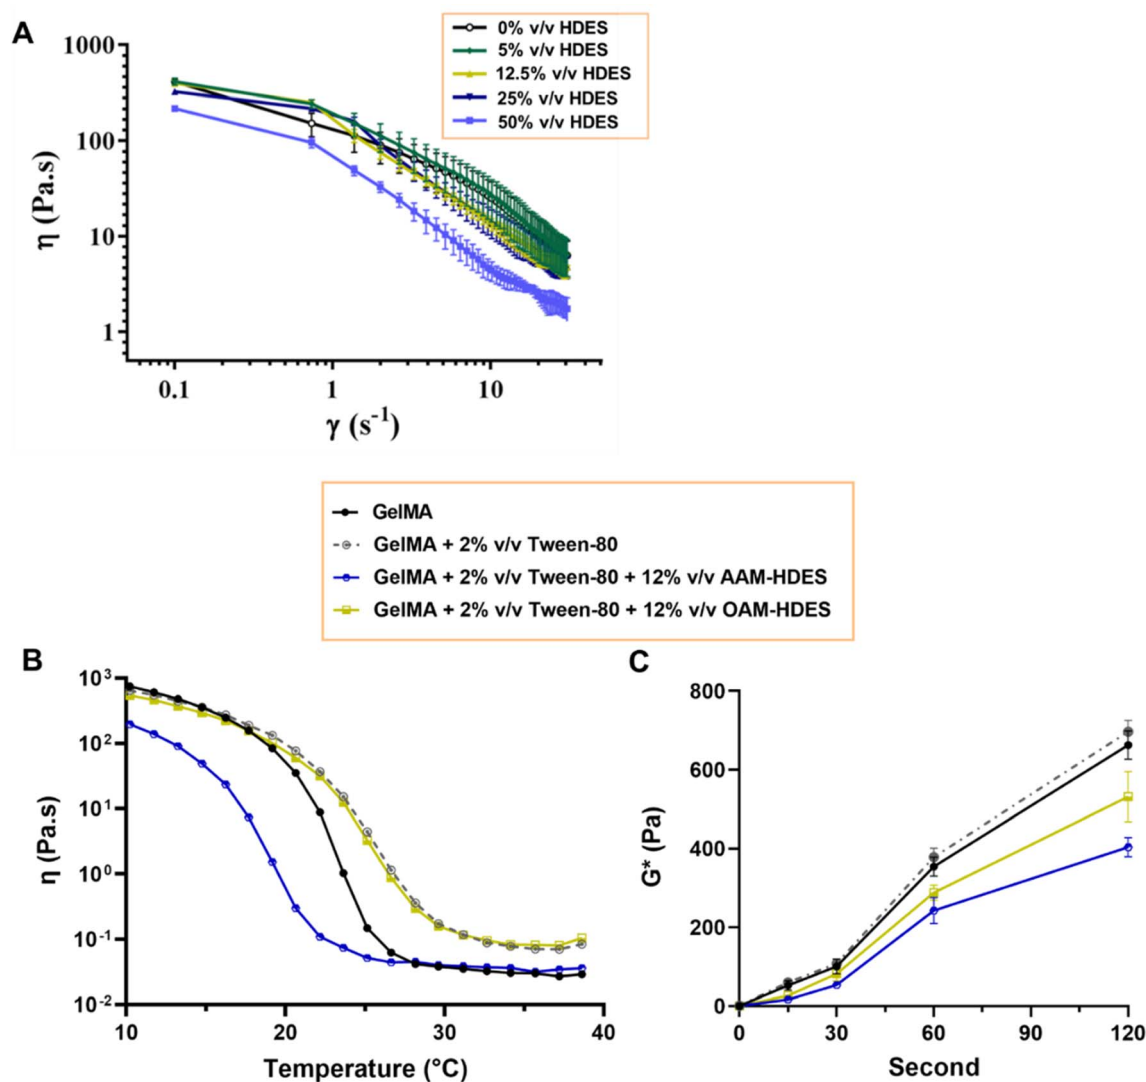 A
0% v/v HDES
5% v/v HDES
12.5% v/v HDES
25% v/v HDES
50% v/v HDES
1000
100
10
1
η (Pa.s)
0.1
1
10
γ (s⁻¹)
GelMA
GelMA + 2% v/v Tween-80
GelMA + 2% v/v Tween-80 + 12% v/v AAM-HDES
GelMA + 2% v/v Tween-80 + 12% v/v OAM-HDES
B
10³
10²
10¹
10⁰
10⁻¹
10⁻²
η (Pa.s)
10
20
30
40
Temperature (°C)
C
800
600
400
200
0
G* (Pa)
0
30
60
90
120
Second